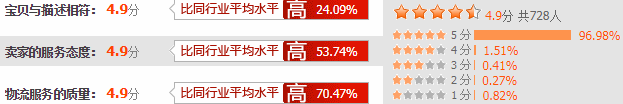 宝贝与描述相符： 4.9分 比同行业平均水平 高 24.09%
卖家的服务态度： 4.9分 比同行业平均水平 高 53.74%
物流服务的质量： 4.9分 比同行业平均水平 高 70.47%
4.9分 共728人
5 分 96.98%
4 分 1.51%
3 分 0.41%
2 分 0.27%
1 分 0.82%